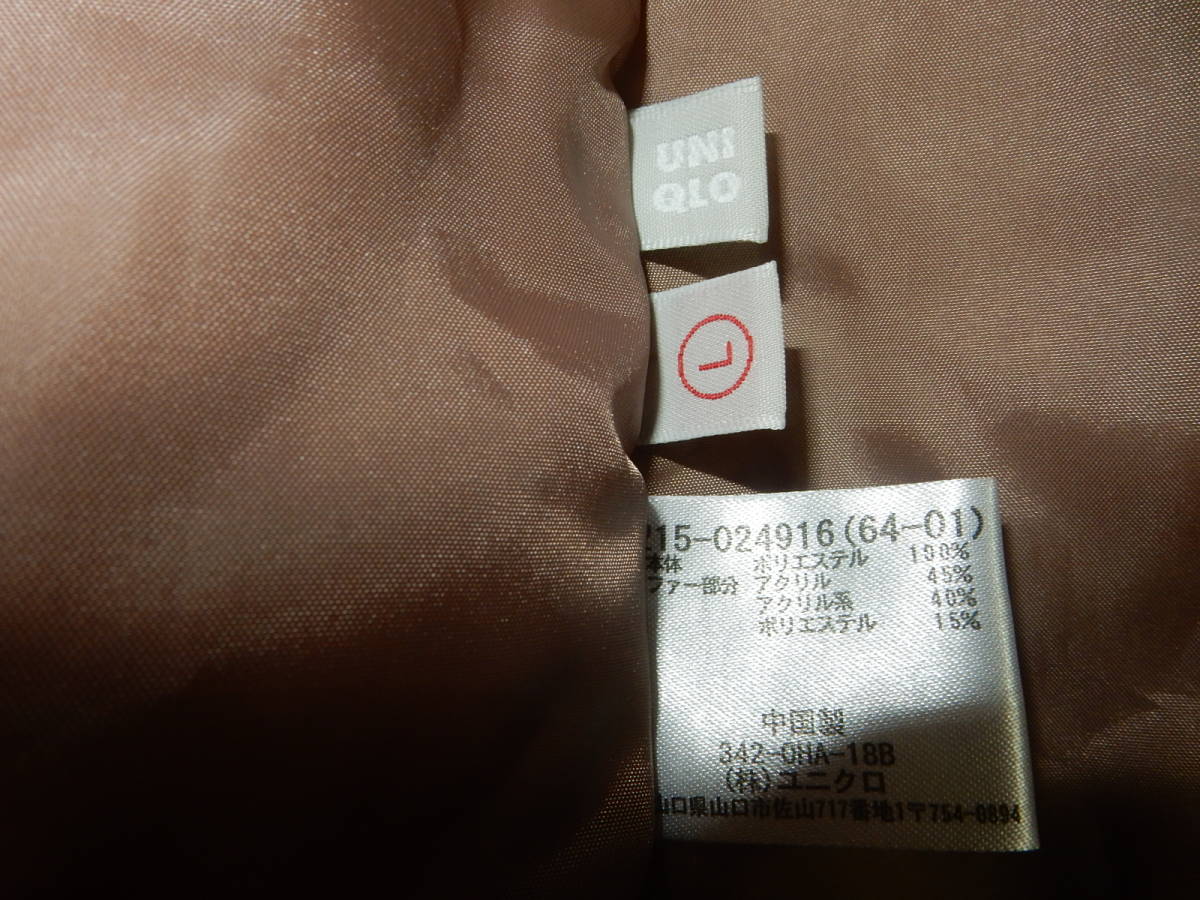 UNI
QLO
L
215-024916(64-01)
本体 ポリエステル 100%
ファー部分 アクリル 45%
アクリル系 40%
ポリエステル 15%
中国製
342-OHA-18B
(株)ユニクロ
山口県山口市佐山717番地1〒754-0894